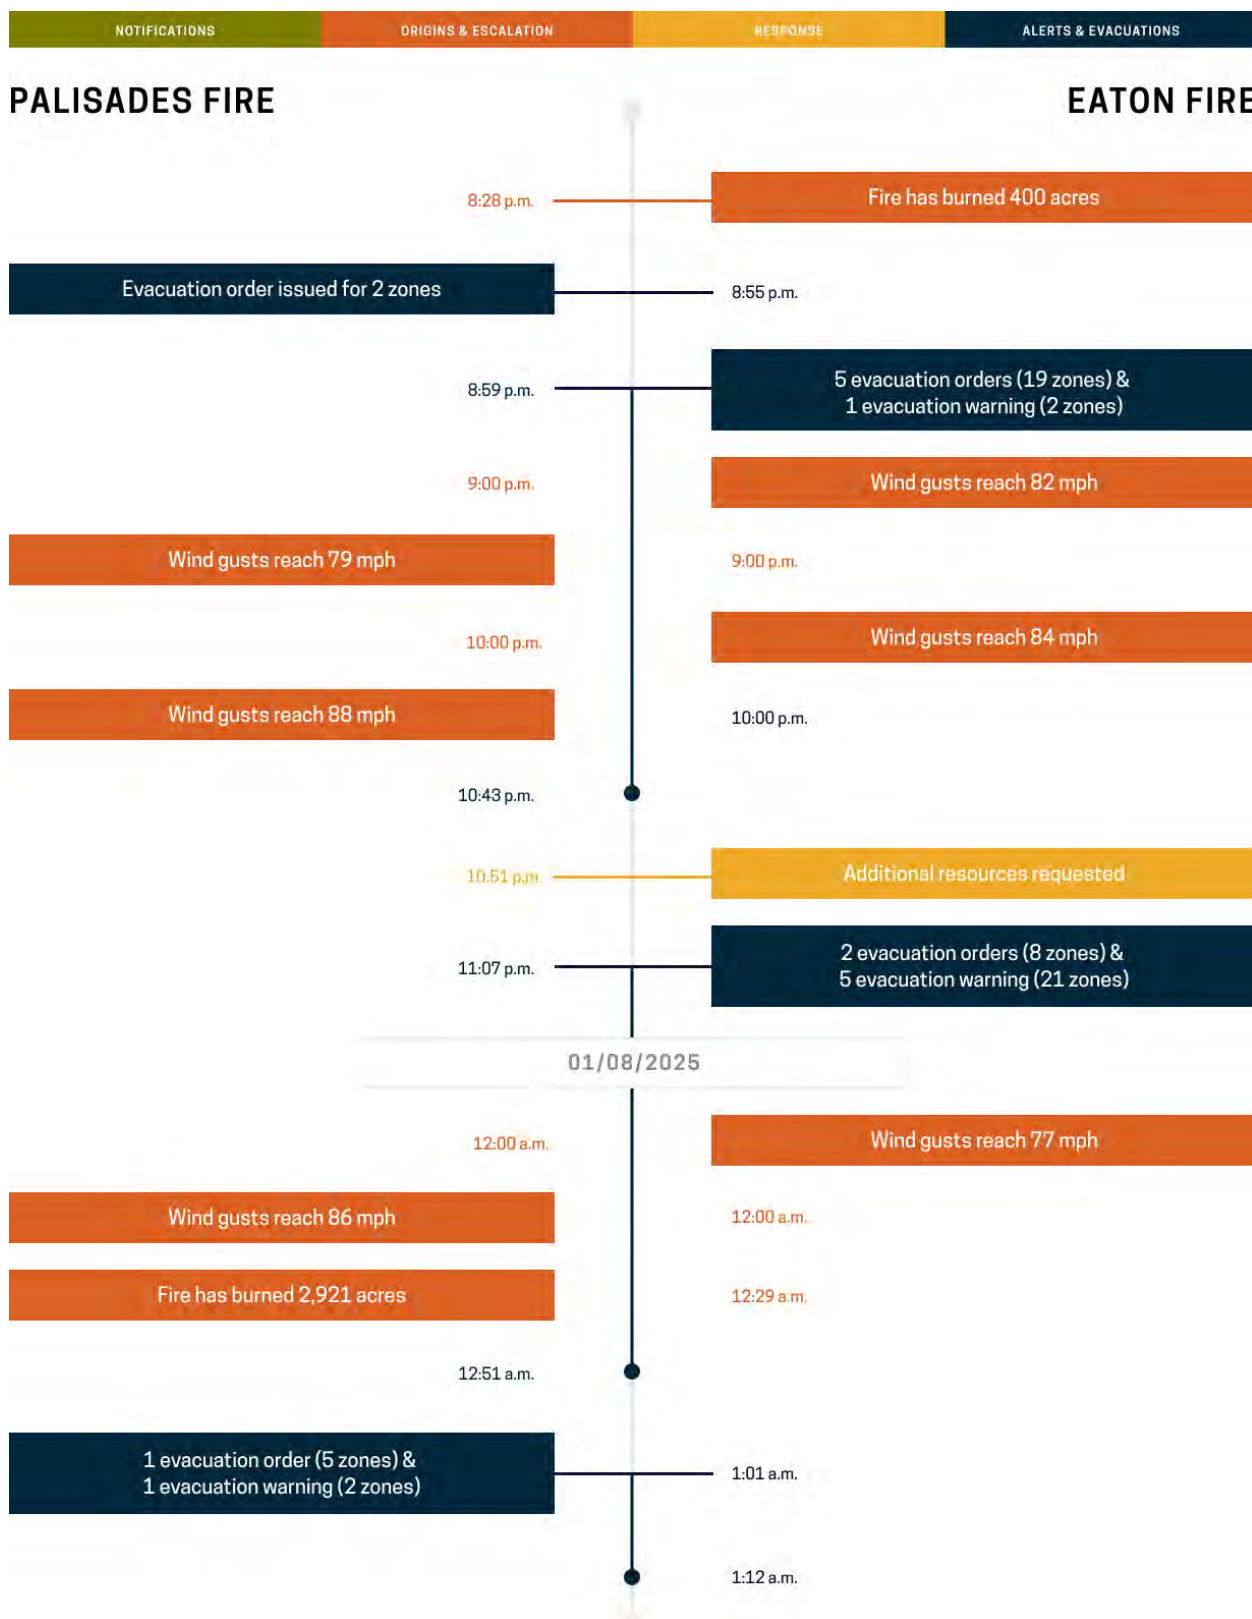 NOTIFICATIONS
ORIGINS & ESCALATION
RESPONSE
ALERTS & EVACUATIONS
PALISADES FIRE
EATON FIRE
8:28 p.m.
Fire has burned 400 acres
Evacuation order issued for 2 zones
8:55 p.m.
8:59 p.m.
5 evacuation orders (19 zones) &
1 evacuation warning (2 zones)
9:00 p.m.
Wind gusts reach 82 mph
Wind gusts reach 79 mph
9:00 p.m.
10:00 p.m.
Wind gusts reach 84 mph
Wind gusts reach 88 mph
10:00 p.m.
10:43 p.m.
10.51 p.m.
Additional resources requested
11:07 p.m.
2 evacuation orders (8 zones) &
5 evacuation warning (21 zones)
01/08/2025
12:00 a.m.
Wind gusts reach 77 mph
Wind gusts reach 86 mph
12:00 a.m.
Fire has burned 2,921 acres
12:29 a.m.
12:51 a.m.
1 evacuation order (5 zones) &
1 evacuation warning (2 zones)
1:01 a.m.
1:12 a.m.